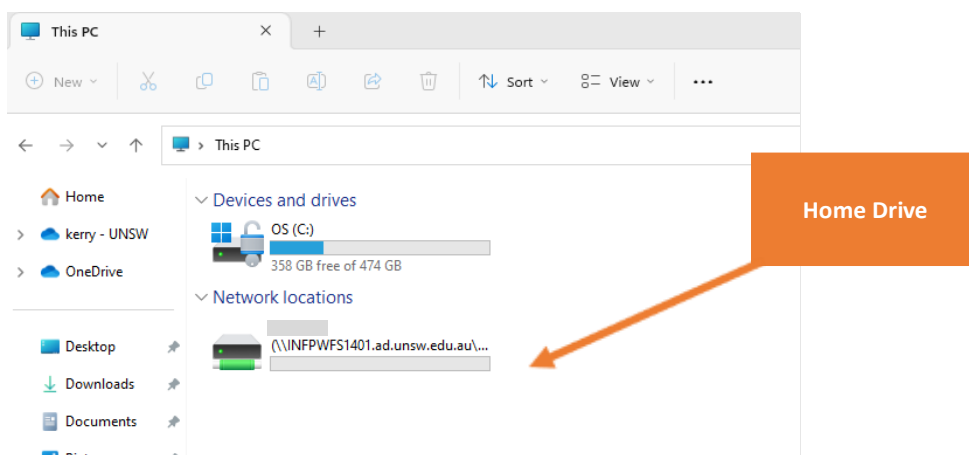 This PC
New
Sort
View
This PC
Home
kerry - UNSW
OneDrive
Desktop
Downloads
Documents
Devices and drives
OS (C:)
358 GB free of 474 GB
Network locations
(\\INFPWFS1401.ad.unsw.edu.au\...
Home Drive